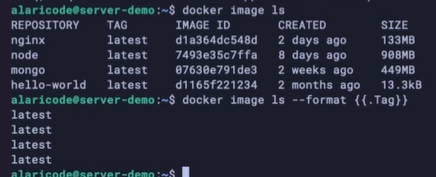 alaricode@server-demo:~$ docker image ls
REPOSITORY TAG IMAGE ID CREATED SIZE
nginx latest d1a364dc548d 2 days ago 133MB
node latest 7493e35c7ffa 8 days ago 908MB
mongo latest 07630e791de3 2 weeks ago 449MB
hello-world latest d1165f221234 2 months ago 13.3kB
alaricode@server-demo:~$ docker image ls --format {{.Tag}}
latest
latest
latest
latest
alaricode@server-demo:~$